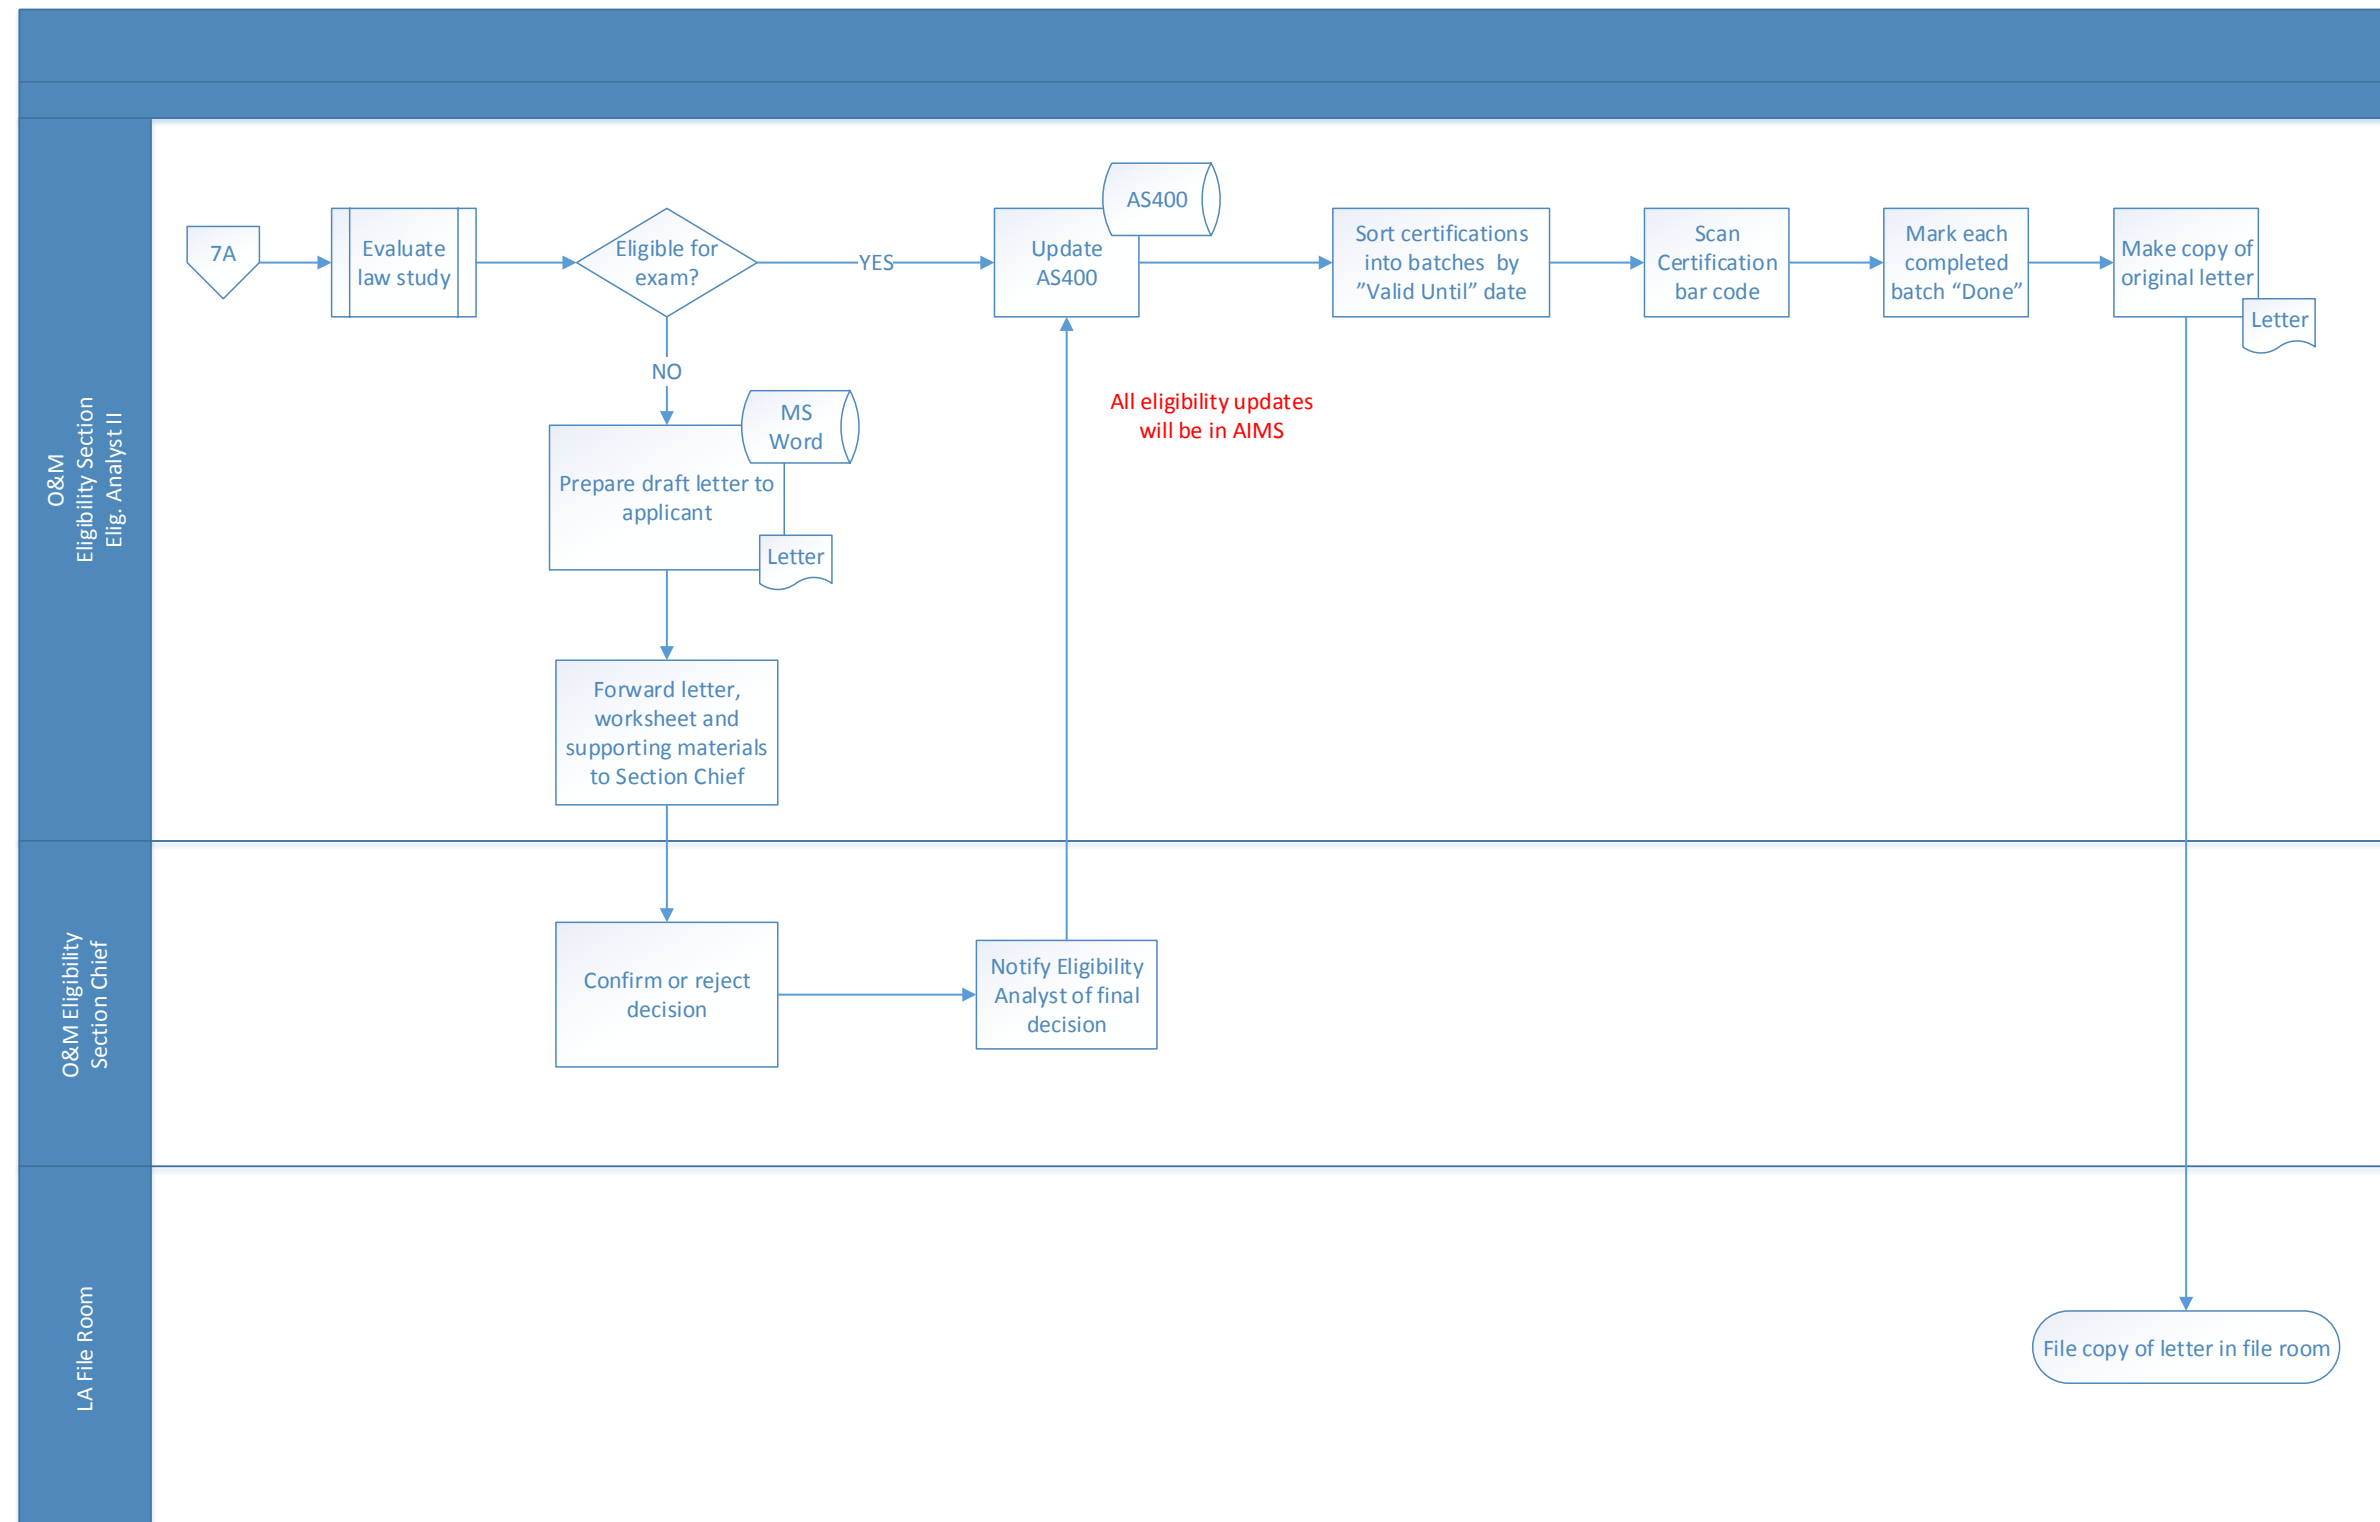 O&M
Eligibility Section
Elig. Analyst II
7A
Evaluate
law study
Eligible for
exam?
YES
NO
Update
AS400
AS400
Sort certifications
into batches  by
”Valid Until” date
Scan
Certification
bar code
Mark each
completed
batch “Done”
Make copy of
original letter
Letter
All eligibility updates
will be in AIMS
MS
Word
Prepare draft letter to
applicant
Letter
Forward letter,
worksheet and
supporting materials
to Section Chief
O&M Eligibility
Section Chief
Confirm or reject
decision
Notify Eligibility
Analyst of final
decision
LA File Room
File copy of letter in file room